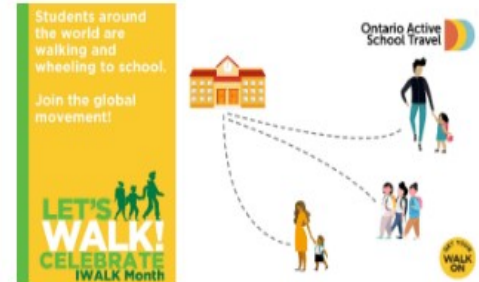 Students around
the world are
walking and
wheeling to school.
Join the global
movement!
LET'S
WALK!
CELEBRATE
IWALK Month
Ontario Active
School Travel
GET YOUR
WALK
ON